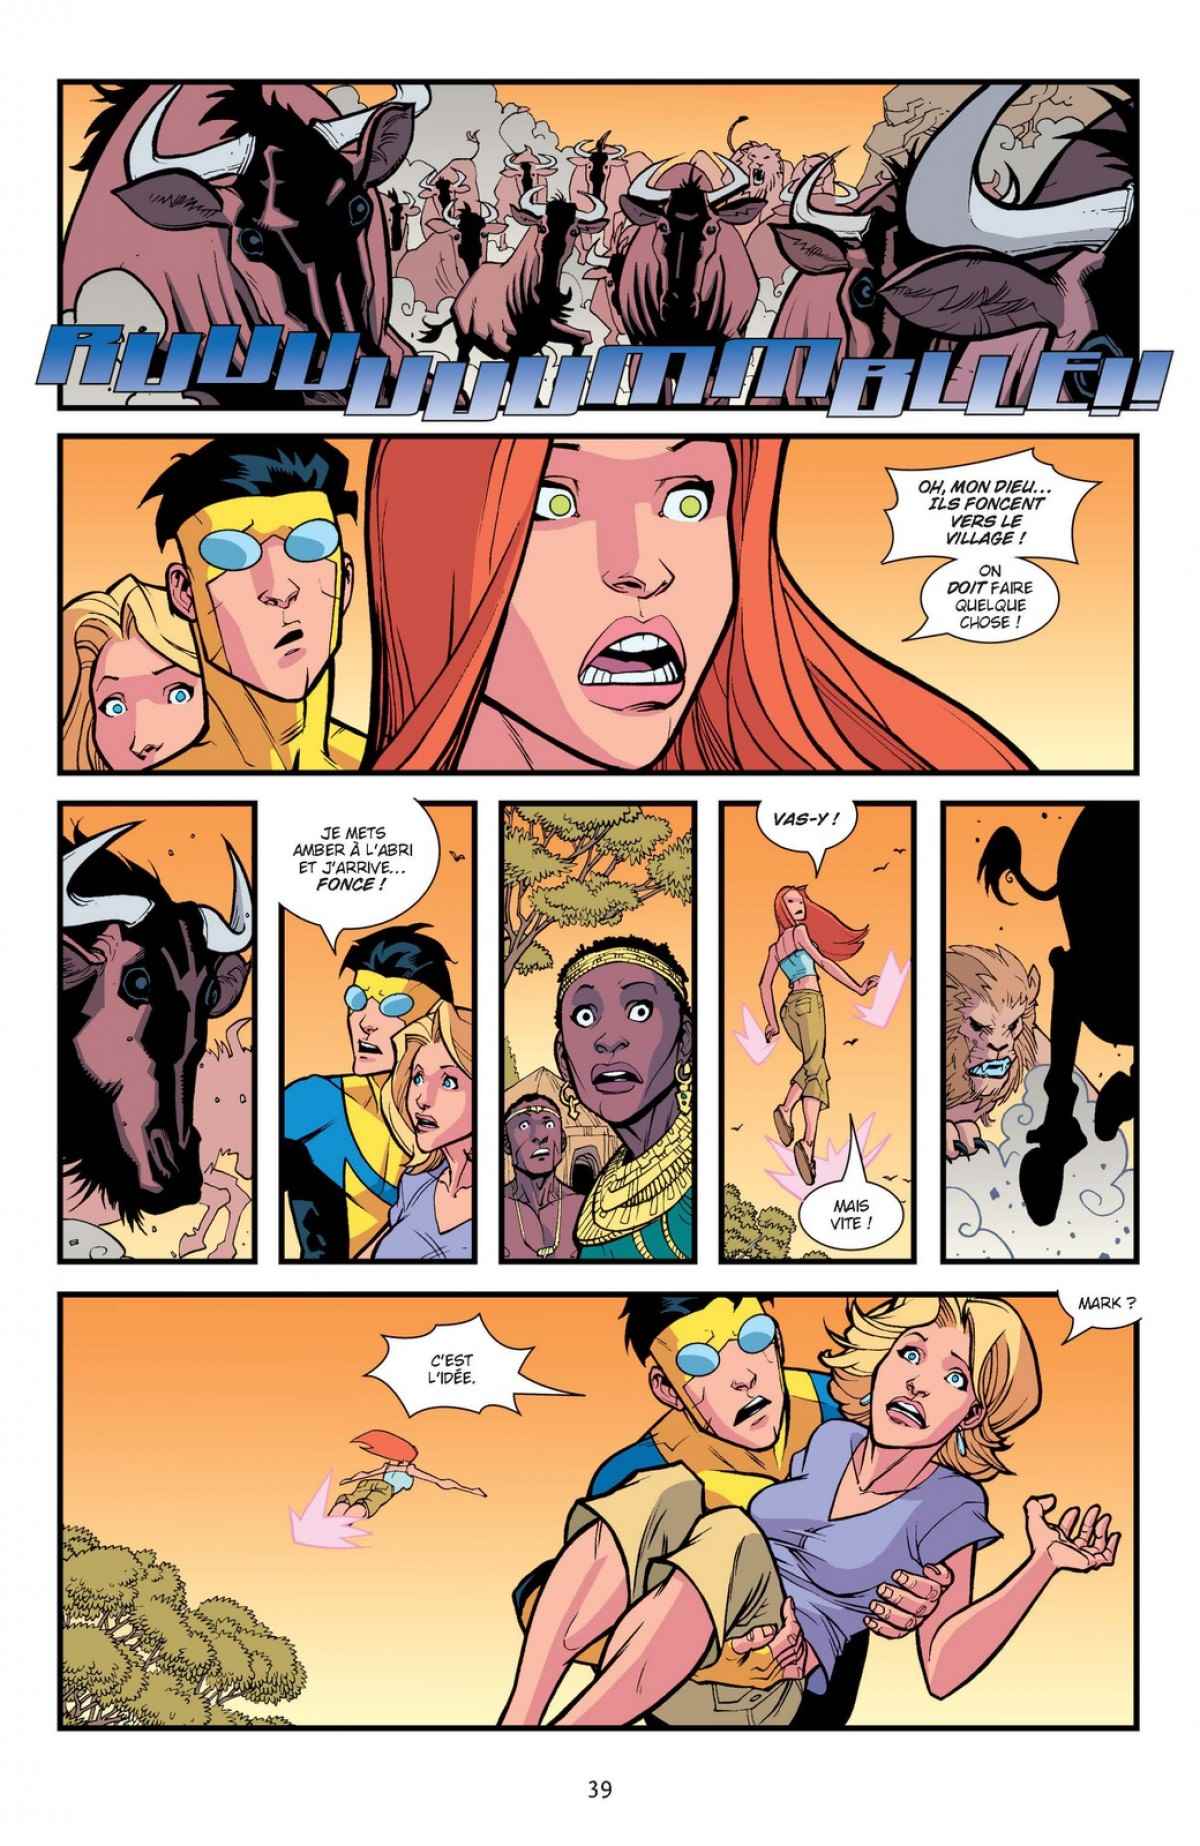 RUUUUUUUMMMBLLE!!
OH, MON DIEU...
ILS FONCENT
VERS LE
VILLAGE !
ON
DOIT FAIRE
QUELQUE
CHOSE !
JE METS
AMBER À L'ABRI
ET J'ARRIVE...
FONCE !
VAS-Y !
MAIS
VITE !
C'EST
L'IDÉE.
MARK ?
39